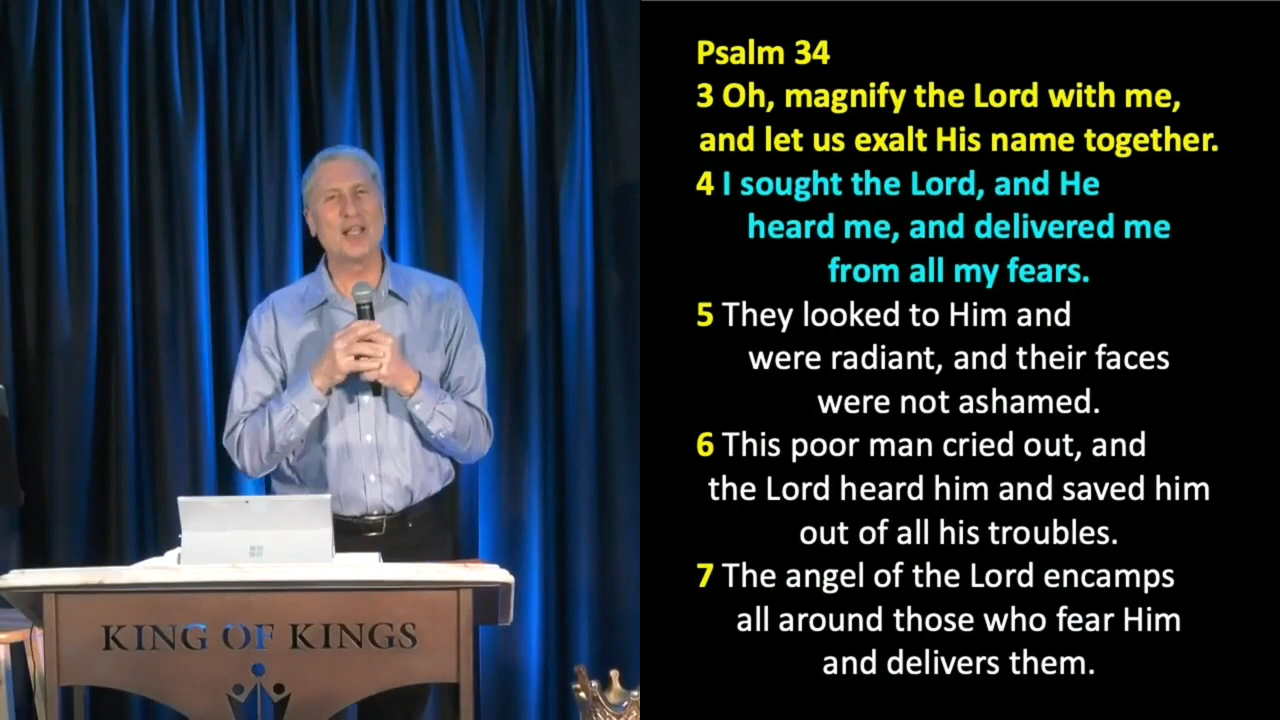 KING OF KINGS
Psalm 34
3 Oh, magnify the Lord with me,
and let us exalt His name together.
4 I sought the Lord, and He
heard me, and delivered me
from all my fears.
5 They looked to Him and
were radiant, and their faces
were not ashamed.
6 This poor man cried out, and
the Lord heard him and saved him
out of all his troubles.
7 The angel of the Lord encamps
all around those who fear Him
and delivers them.